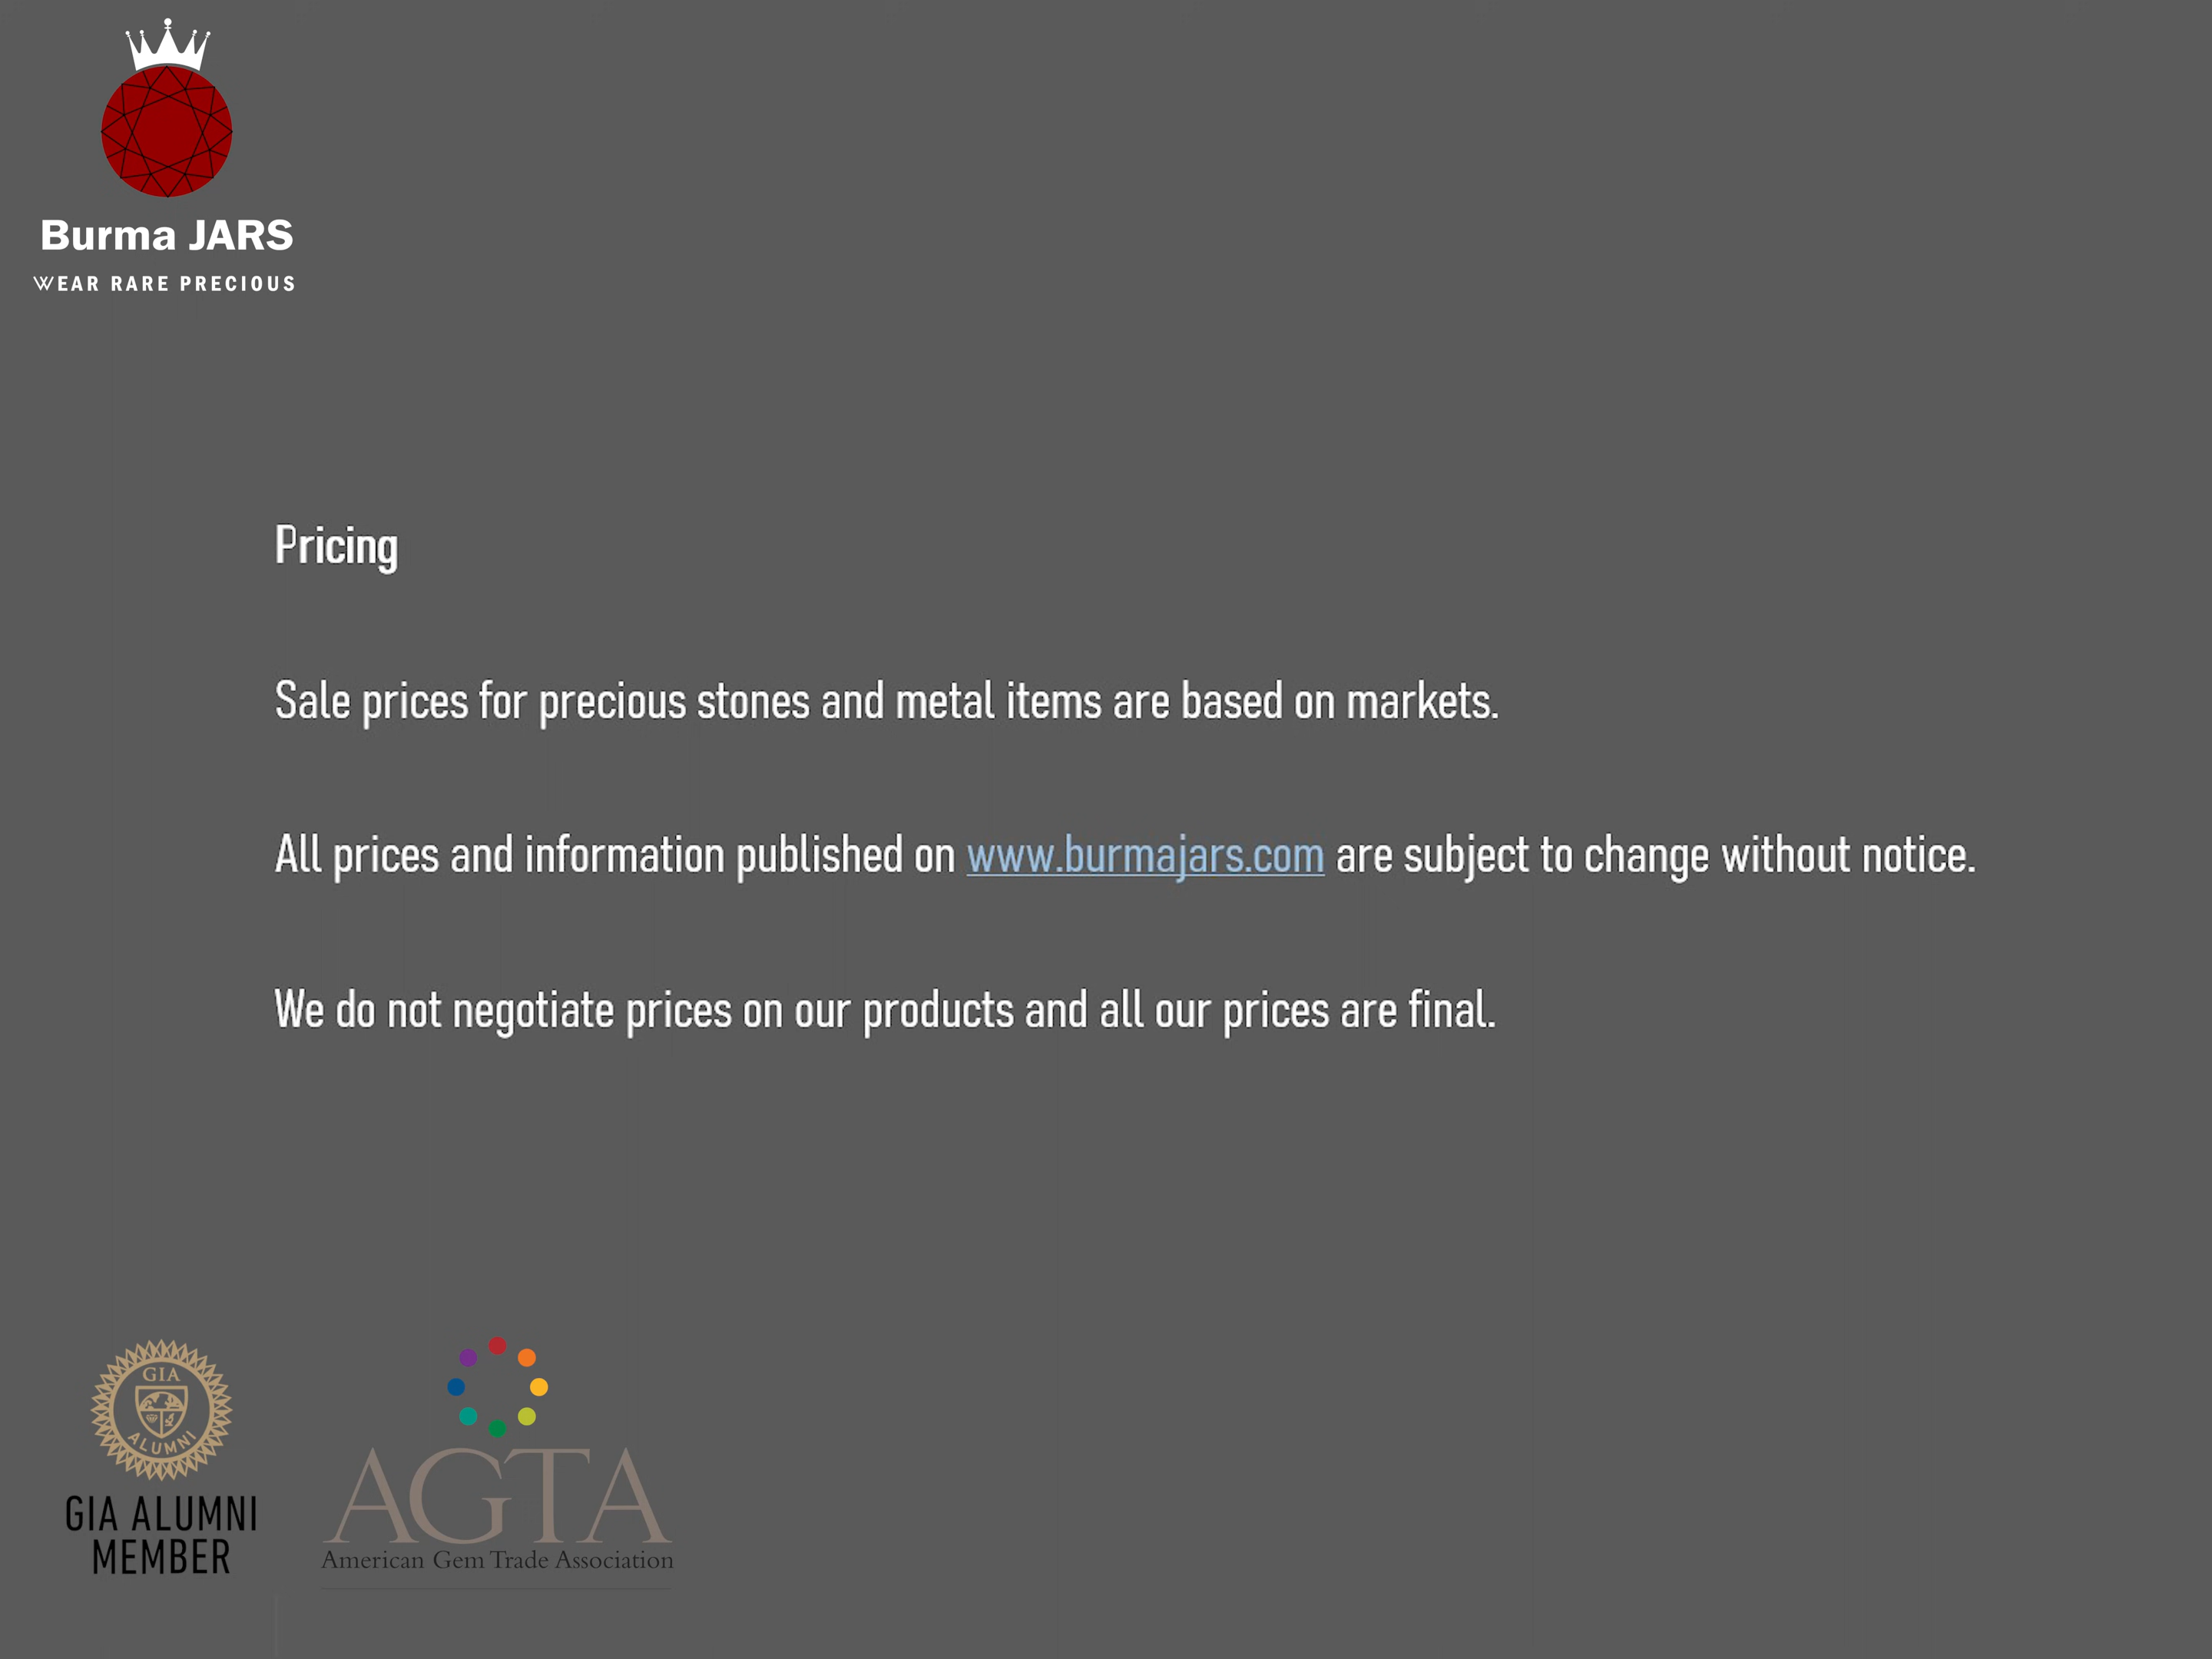 Burma JARS
WEAR RARE PRECIOUS
Pricing
Sale prices for precious stones and metal items are based on markets.
All prices and information published on www.burmajars.com are subject to change without notice.
We do not negotiate prices on our products and all our prices are final.
GIA
ALUMNI
GIA ALUMNI
MEMBER
AGTA
American Gem Trade Association